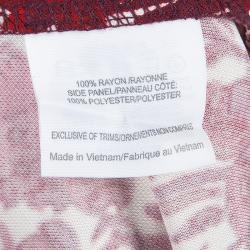 100% RAYON/RAYONNE
SIDE PANEL/PANNEAU CÔTÉ:
100% POLYESTER/POLYESTER
EXCLUSIVE OF TRIMS/ORNEMENTS NON COMPRIS
Made in Vietnam/Fabrique au Vietnam